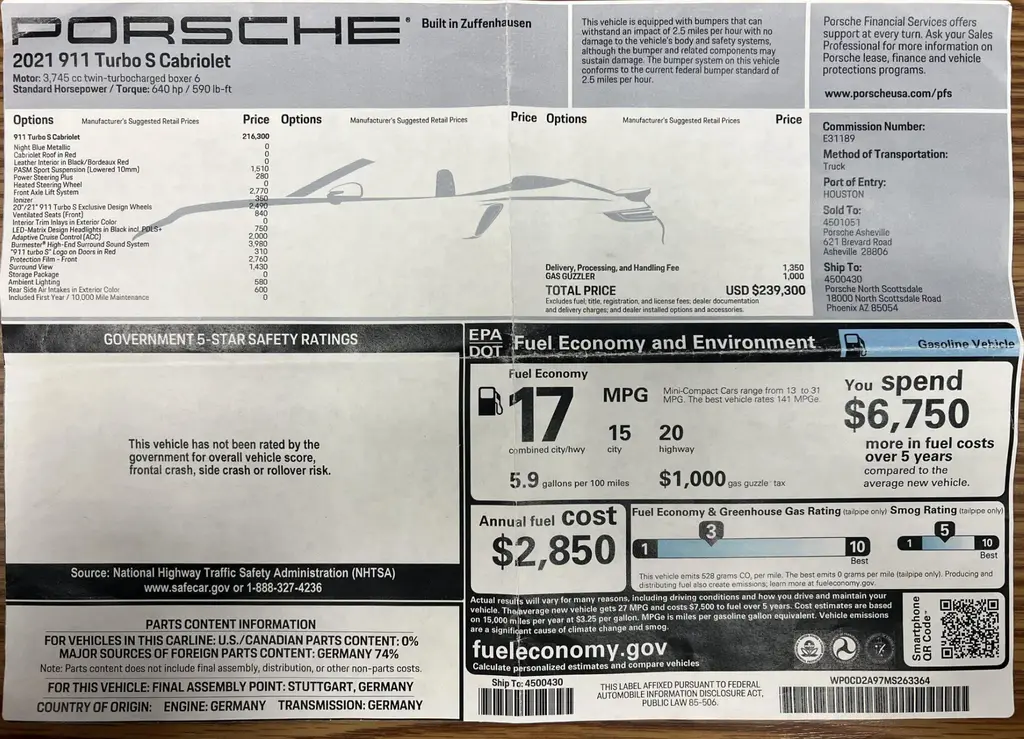 PORSCHE®
Built in Zuffenhausen
2021 911 Turbo S Cabriolet
Motor: 3,745 cc twin-turbocharged boxer 6
Standard Horsepower / Torque: 640 hp / 590 lb-ft
This vehicle is equipped with bumpers that can
withstand an impact of 2.5 miles per hour with no
damage to the vehicle's body and safety systems,
although the bumper and related components may
sustain damage. The bumper system on this vehicle
conforms to the current federal bumper standard of
2.5 miles per hour.
Porsche Financial Services offers
support at every turn. Ask your Sales
Professional for more information on
Porsche lease, finance and vehicle
protections programs.
www.porscheusa.com/pfs
Options Manufacturer's Suggested Retail Prices Price
Options Manufacturer's Suggested Retail Prices Price
Options Manufacturer's Suggested Retail Prices Price
911 Turbo S Cabriolet 216,300
Night Blue Metallic 0
Cabriolet Roof in Red 0
Leather Interior in Black/Bordeaux Red 0
PASM Sport Suspension (Lowered 10mm) 1,510
Power Steering Plus 280
Heated Steering Wheel 0
Front Axle Lift System 2,770
Ionizer 350
20"/21" 911 Turbo S Exclusive Design Wheels 2,490
Ventilated Seats (Front) 840
Interior Trim Inlays in Exterior Color 0
LED-Matrix Design Headlights in Black incl. PDLS+ 750
Adaptive Cruise Control (ACC) 2,000
Burmester® High-End Surround Sound System 3,980
"911 turbo S" Logo on Doors in Red 310
Protection Film - Front 2,760
Surround View 1,430
Storage Package 0
Ambient Lighting 580
Rear Side Air Intakes in Exterior Color 600
Included First Year / 10,000 Mile Maintenance 0
Delivery, Processing, and Handling Fee 1,350
GAS GUZZLER 1,000
TOTAL PRICE USD $239,300
Excludes fuel; title, registration, and license fees; dealer documentation
and delivery charges; and dealer installed options and accessories.
Commission Number:
E31189
Method of Transportation:
Truck
Port of Entry:
HOUSTON
Sold To:
4501051
Porsche Asheville
621 Brevard Road
Asheville 28806
Ship To:
4500430
Porsche North Scottsdale
18000 North Scottsdale Road
Phoenix AZ 85054
GOVERNMENT 5-STAR SAFETY RATINGS
This vehicle has not been rated by the
government for overall vehicle score,
frontal crash, side crash or rollover risk.
Source: National Highway Traffic Safety Administration (NHTSA)
www.safecar.gov or 1-888-327-4236
PARTS CONTENT INFORMATION
FOR VEHICLES IN THIS CARLINE: U.S./CANADIAN PARTS CONTENT: 0%
MAJOR SOURCES OF FOREIGN PARTS CONTENT: GERMANY 74%
Note: Parts content does not include final assembly, distribution, or other non-parts costs.
FOR THIS VEHICLE: FINAL ASSEMBLY POINT: STUTTGART, GERMANY
COUNTRY OF ORIGIN: ENGINE: GERMANY TRANSMISSION: GERMANY
EPA
DOT
Fuel Economy and Environment
Gasoline Vehicle
Fuel Economy
17 MPG
combined city/hwy
15
city
20
highway
Mini-Compact Cars range from 13 to 31
MPG. The best vehicle rates 141 MPGe.
5.9 gallons per 100 miles
$1,000 gas guzzle tax
You spend
$6,750
more in fuel costs
over 5 years
compared to the
average new vehicle.
Annual fuel cost
$2,850
Fuel Economy & Greenhouse Gas Rating (tailpipe only)
3
1 10
Best
Smog Rating (tailpipe only)
5
1 10
Best
This vehicle emits 528 grams CO₂ per mile. The best emits 0 grams per mile (tailpipe only). Producing and
distributing fuel also create emissions; learn more at fueleconomy.gov.
Actual results will vary for many reasons, including driving conditions and how you drive and maintain your
vehicle. The average new vehicle gets 27 MPG and costs $7,500 to fuel over 5 years. Cost estimates are based
on 15,000 miles per year at $3.25 per gallon. MPGe is miles per gasoline gallon equivalent. Vehicle emissions
are a significant cause of climate change and smog.
fueleconomy.gov
Calculate personalized estimates and compare vehicles
Smartphone
QR Code™
Ship To: 4500430
THIS LABEL AFFIXED PURSUANT TO FEDERAL
AUTOMOBILE INFORMATION DISCLOSURE ACT,
PUBLIC LAW 85-506.
WP0CD2A97MS263364